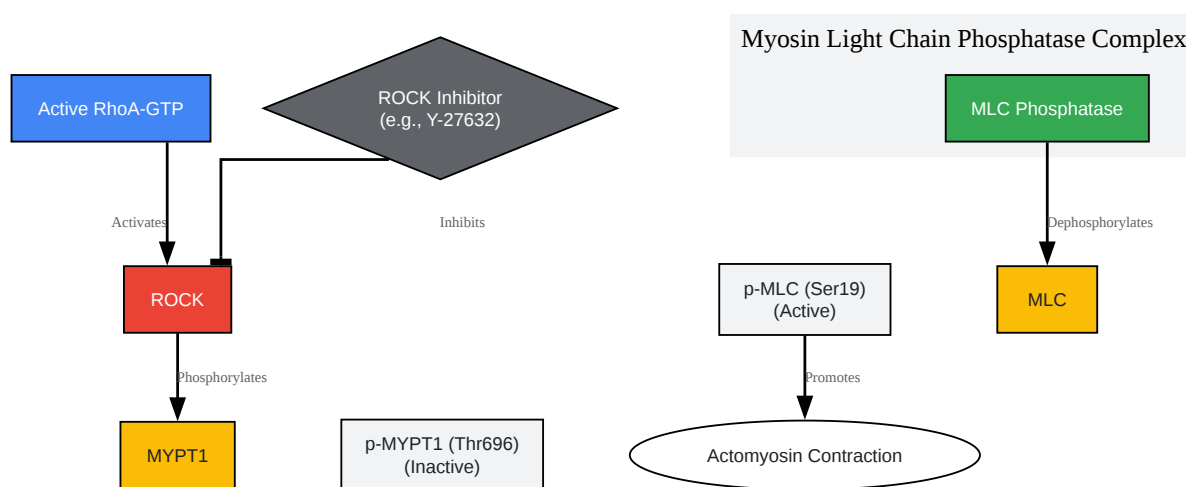 Myosin Light Chain Phosphatase Complex
Active RhoA-GTP
ROCK Inhibitor
(e.g., Y-27632)
MLC Phosphatase
Activates
Inhibits
Dephosphorylates
ROCK
p-MLC (Ser19)
(Active)
MLC
Phosphorylates
Promotes
MYPT1
p-MYPT1 (Thr696)
(Inactive)
Actomyosin Contraction